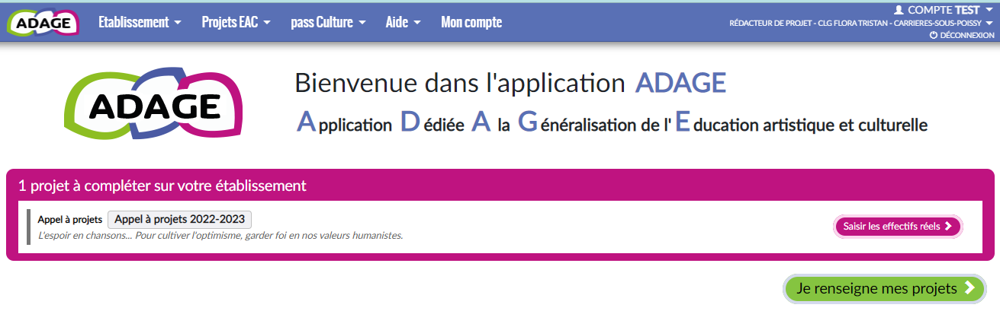 ADAGE Etablissement Projets EAC pass Culture Aide Mon compte
COMPTE TEST
RÉDACTEUR DE PROJET - CLG FLORA TRISTAN - CARRIERES-SOUS-POISSY
DÉCONNEXION
ADAGE
Bienvenue dans l'application ADAGE
Application Dédiée A la Généralisation de l'Education artistique et culturelle
1 projet à compléter sur votre établissement
Appel à projets Appel à projets 2022-2023
L'espoir en chansons... Pour cultiver l'optimisme, garder foi en nos valeurs humanistes.
Saisir les effectifs réels
Je renseigne mes projets